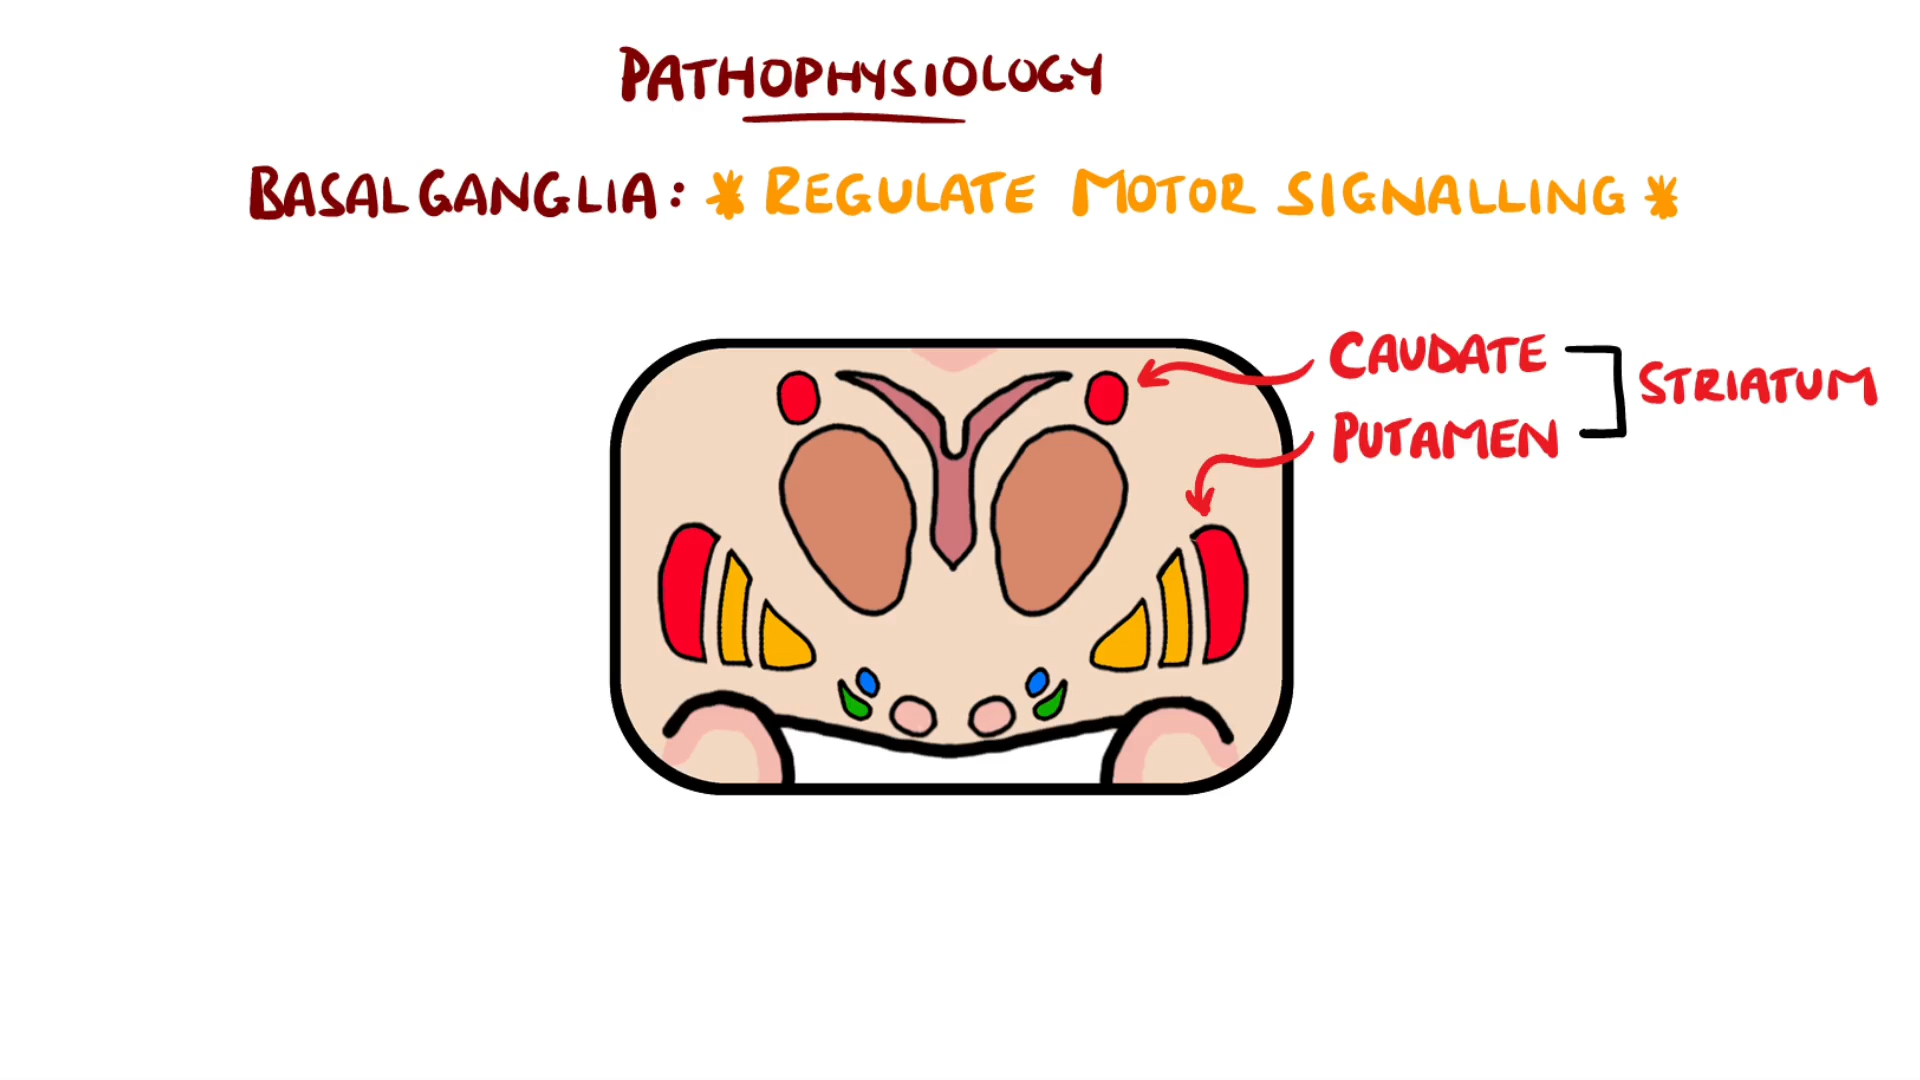 PATHOPHYSIOLOGY
BASAL GANGLIA: * REGULATE MOTOR SIGNALLING *
CAUDATE
PUTAMEN
STRIATUM